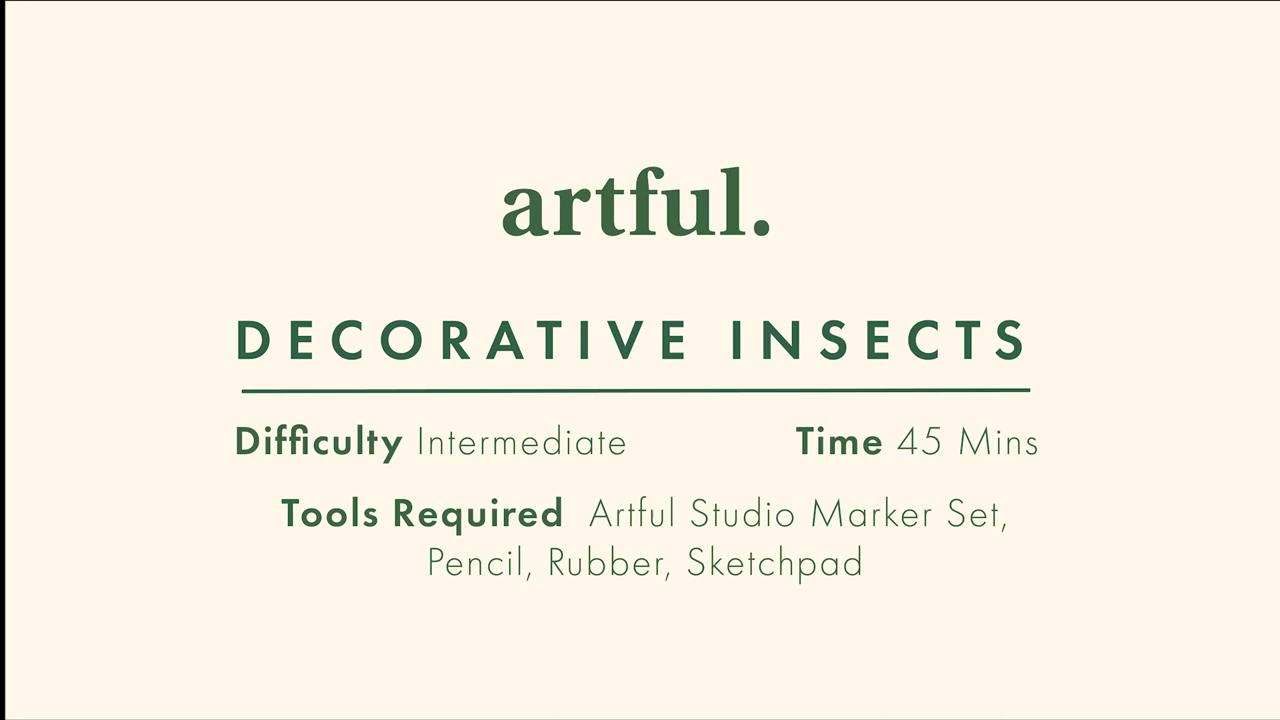 artful.
DECORATIVE INSECTS
Difficulty Intermediate Time 45 Mins
Tools Required Artful Studio Marker Set,
Pencil, Rubber, Sketchpad